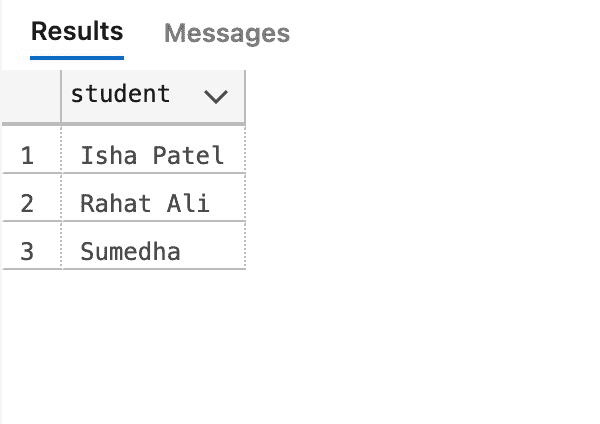 Results Messages
student
1 Isha Patel
2 Rahat Ali
3 Sumedha